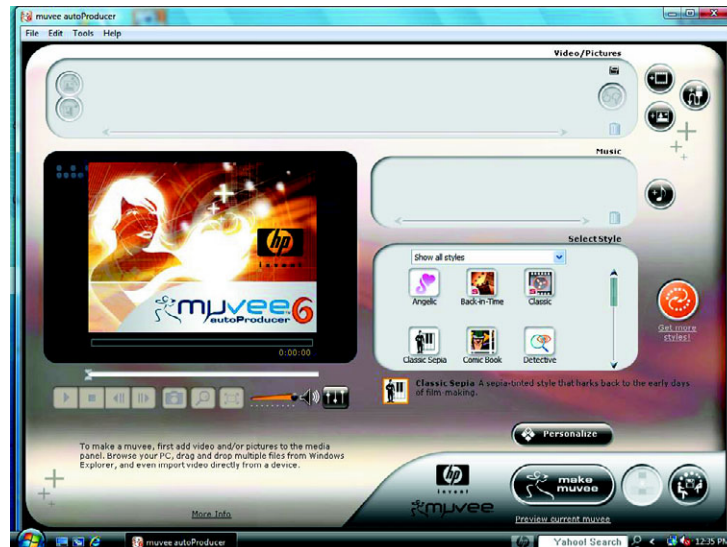 muvee autoProducer
File Edit Tools Help
Video/Pictures
Music
Select Style
Show all styles
Angelic
Back-in-Time
Classic
Classic Sepia
Comic Book
Detective
Get more
styles!
hp
invent
muvee 6
autoProducer
0:00:00
Classic Sepia A sepia-tinted style that harks back to the early days
of film-making.
Personalize
To make a muvee, first add video and/or pictures to the media
panel. Browse your PC, drag and drop multiple files from Windows
Explorer, and even import video directly from a device.
More Info
hp
invent
muvee
make
muvee
Preview current muvee
muvee autoProducer
Yahoo! Search
12:35 PM